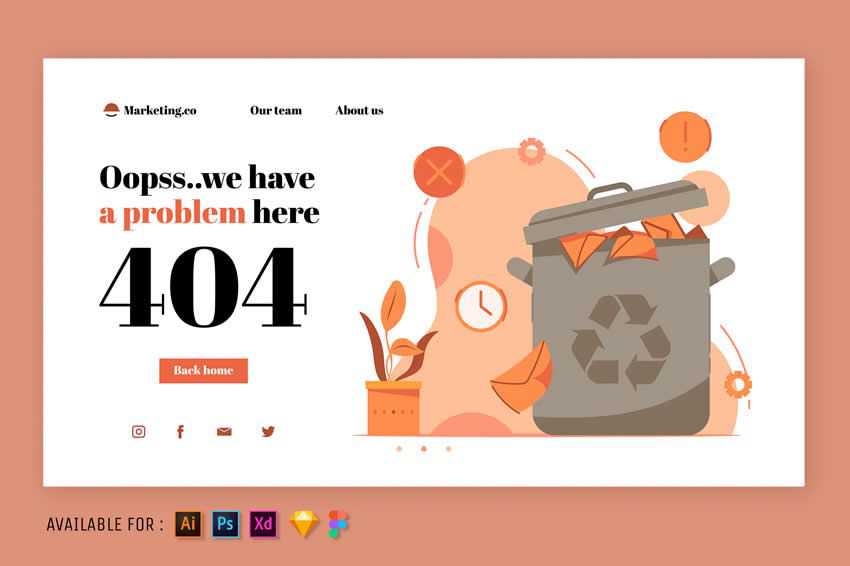 Marketing.co Our team About us
Oopss..we have
a problem here
404
Back home
AVAILABLE FOR : Ai Ps Xd